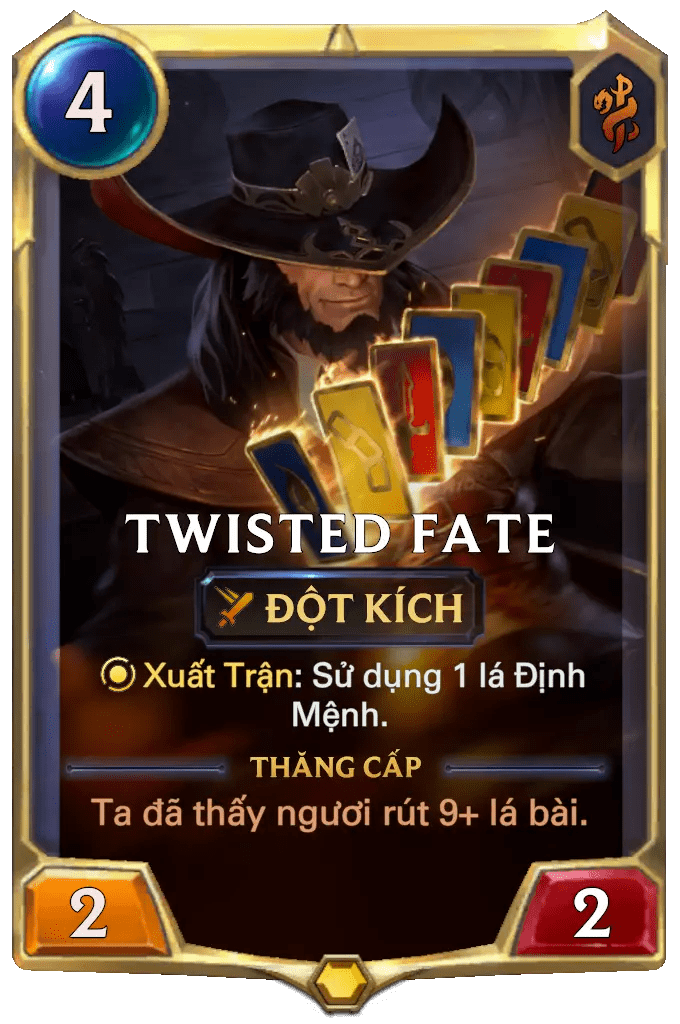 4
TWISTED FATE
ĐỘT KÍCH
Xuất Trận: Sử dụng 1 lá Định
Mệnh.
THĂNG CẤP
Ta đã thấy ngươi rút 9+ lá bài.
2
2